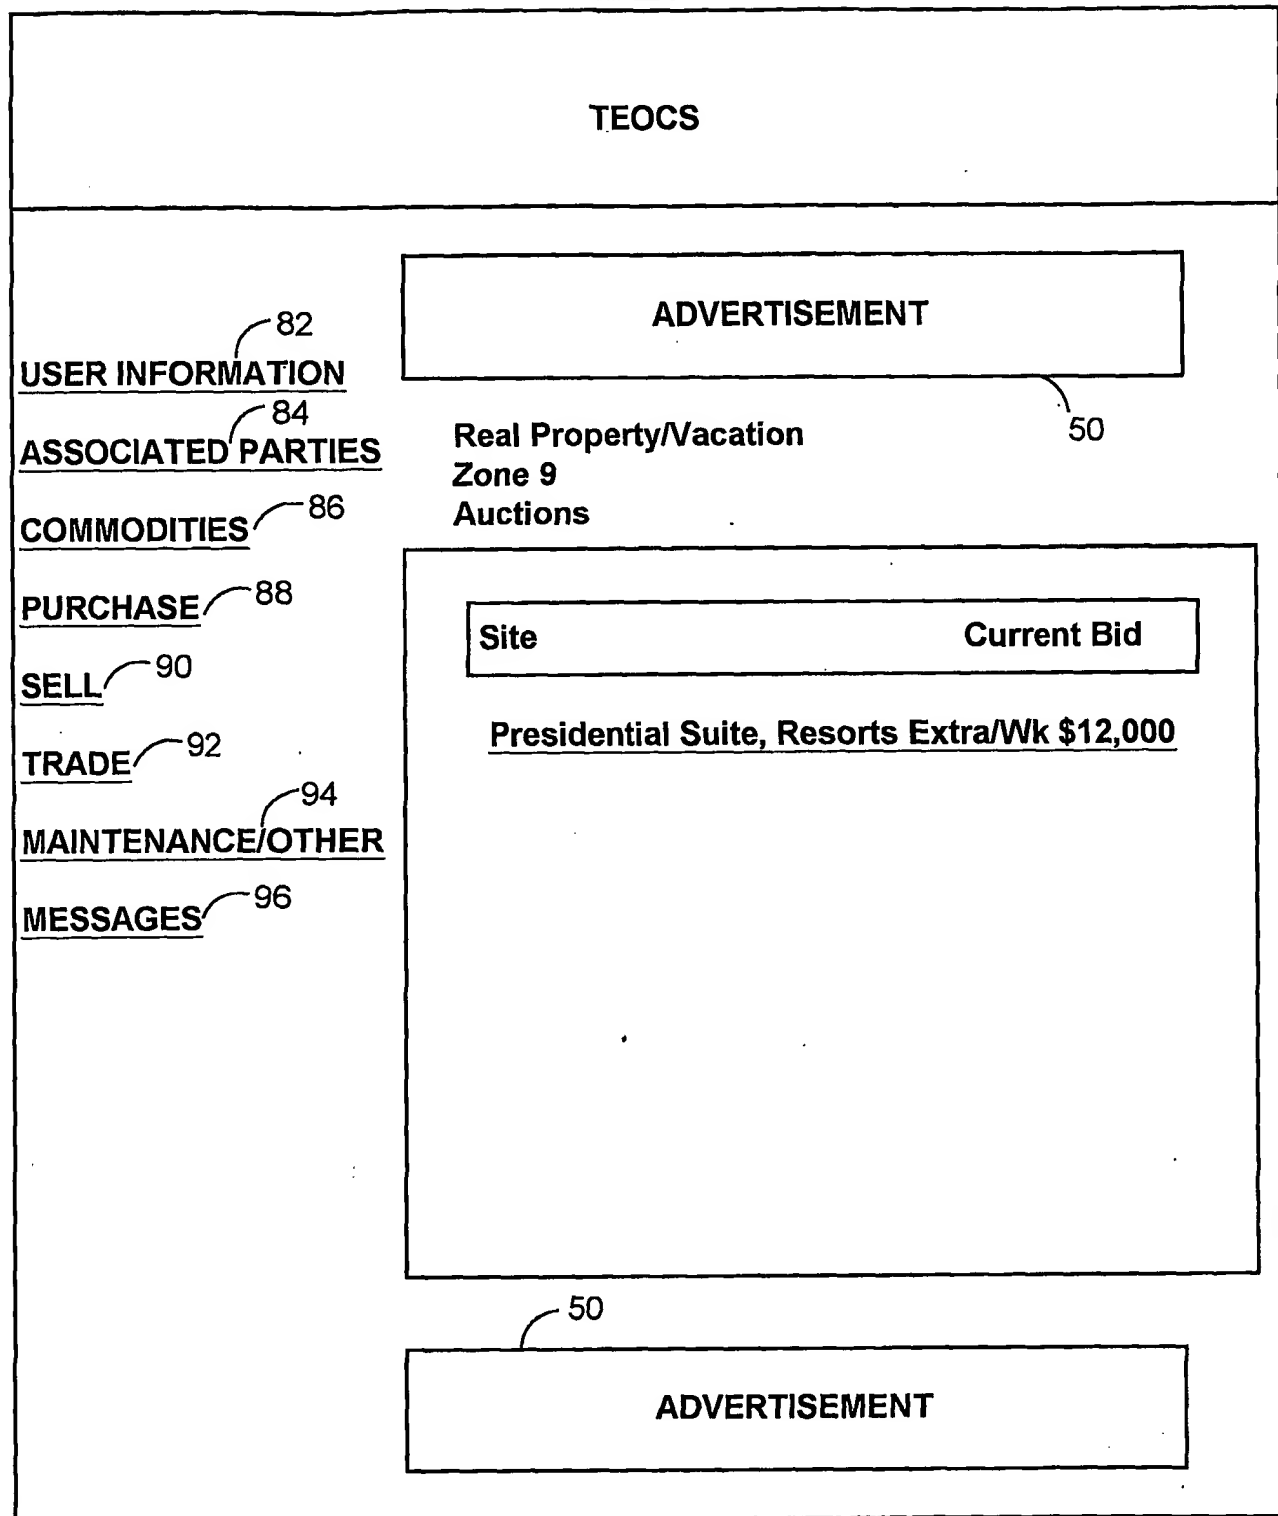 TEOCS
ADVERTISEMENT
50
82
USER INFORMATION
84
ASSOCIATED PARTIES
86
COMMODITIES
88
PURCHASE
90
SELL
92
TRADE
94
MAINTENANCE/OTHER
96
MESSAGES
Real Property/Vacation
Zone 9
Auctions
Site Current Bid
Presidential Suite, Resorts Extra/Wk $12,000
50
ADVERTISEMENT